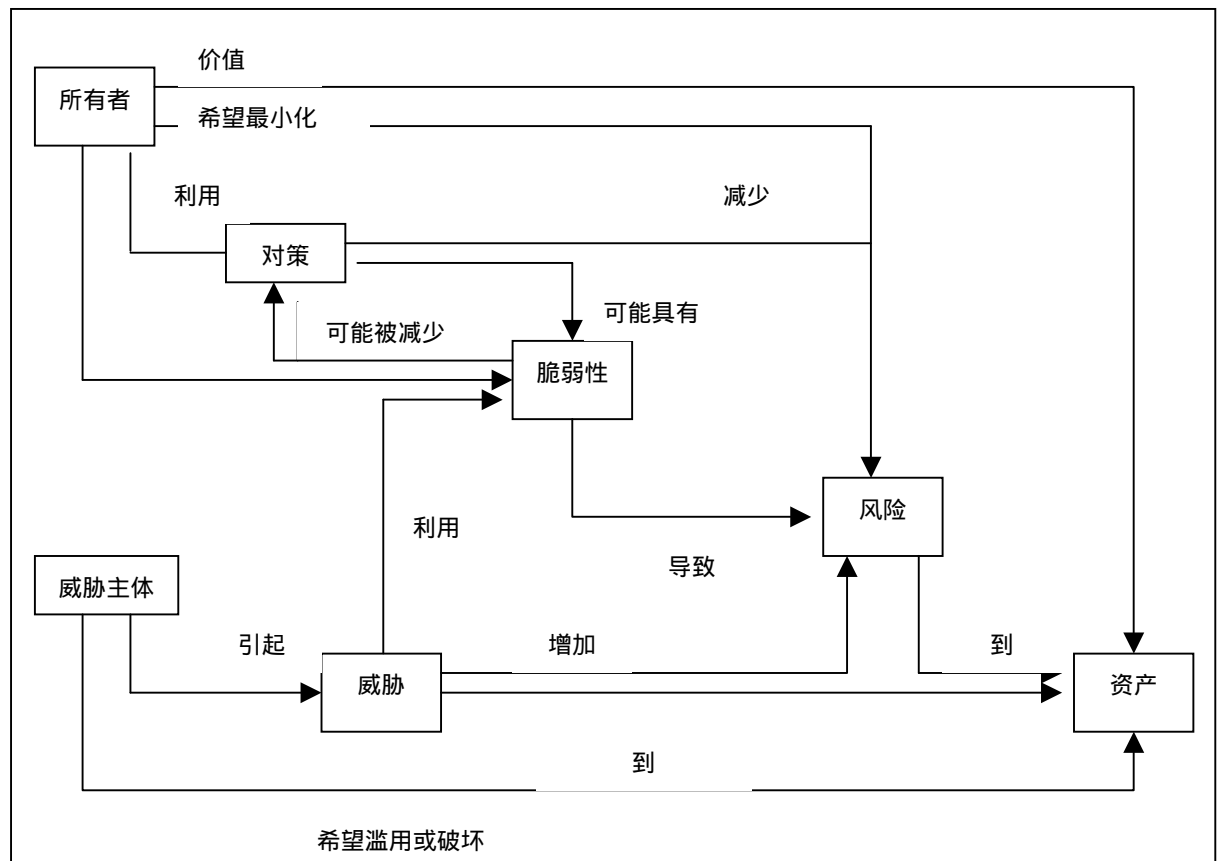 价值
所有者
希望最小化
利用
减少
对策
可能具有
可能被减少
脆弱性
风险
利用
导致
威胁主体
引起
增加
到
威胁
资产
到
希望滥用或破坏